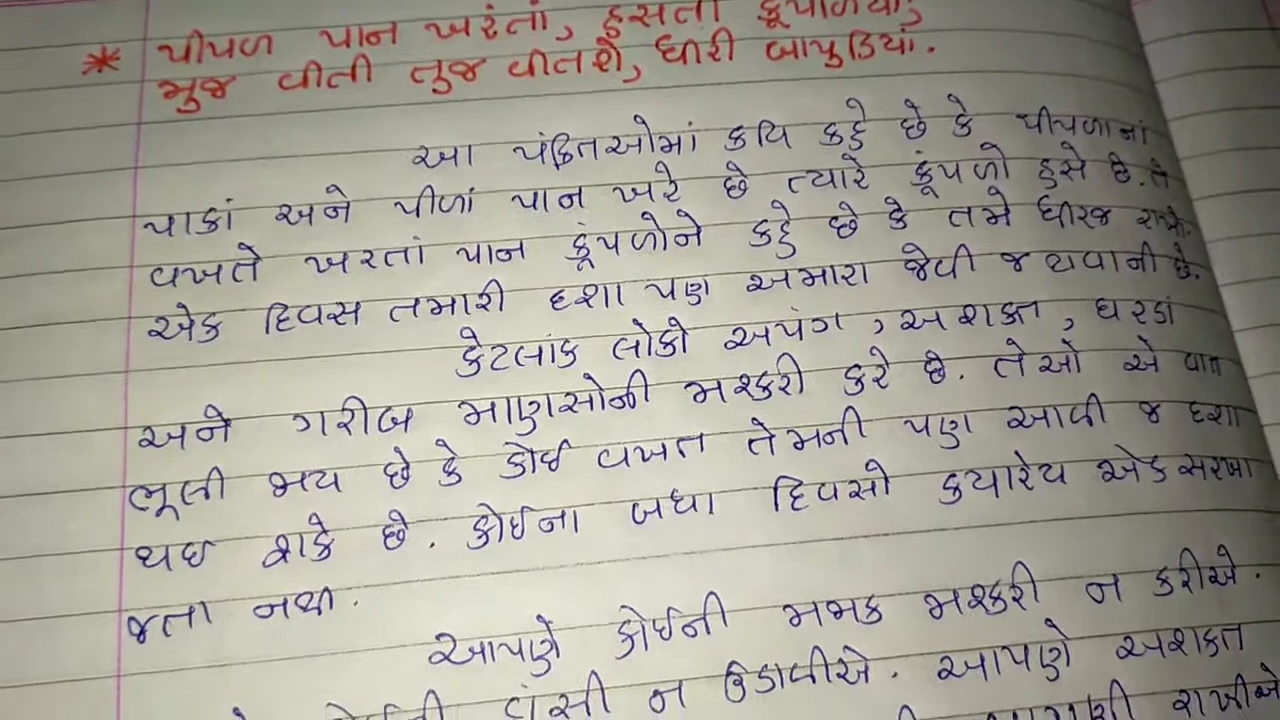 * પીપળ પાન ખરંતાં, હસતી કૂંપળિયાં;
મુજ વીતી તુજ વીતશે, ધીરી બાપુડિયાં.
આ પંક્તિઓમાં કવિ કહે છે કે પીપળાનાં
પાકાં અને પીળાં પાન ખરે છે ત્યારે કૂંપળો હસે છે. તે
વખતે ખરતાં પાન કૂંપળોને કહે છે કે તમે ધીરજ રાખો.
એક દિવસ તમારી દશા પણ અમારા જેવી જ થવાની છે.
કેટલાંક લોકો અપંગ, અશક્ત, ઘરડાં
અને ગરીબ માણસોની મશ્કરી કરે છે. તેઓ એ વાત
ભૂલી જાય છે કે કોઈ વખત તેમની પણ આવી જ દશા
થઈ શકે છે. કોઈના બધા દિવસો ક્યારેય એકસરખા
જતા નથી.
આપણે કોઈની મજાક મશ્કરી ન કરીએ.
હાંસી ન ઉડાવીએ. આપણે અશક્ત
રાખીએ